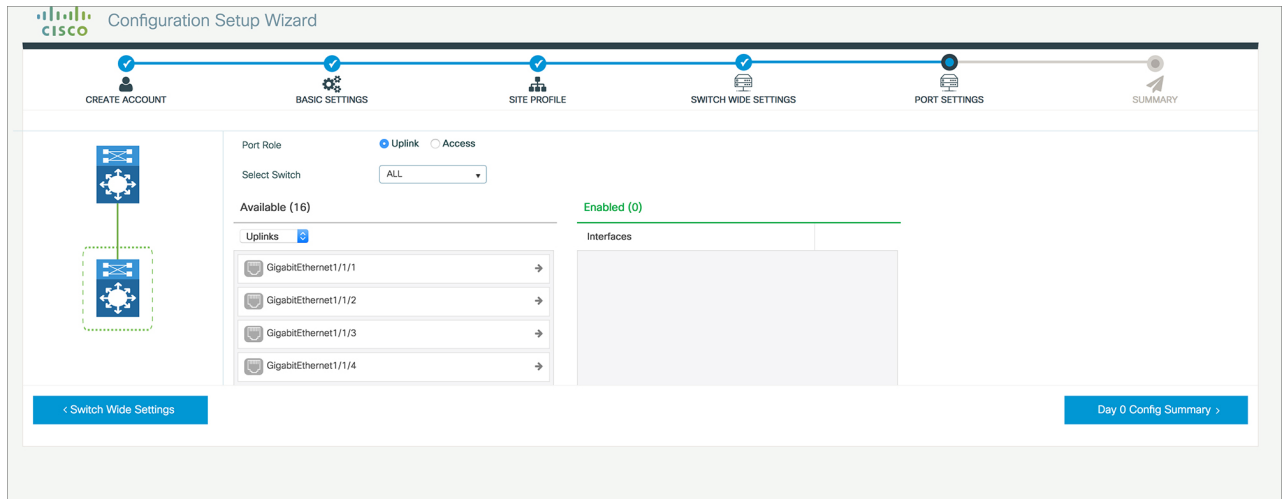 CISCO
Configuration Setup Wizard
CREATE ACCOUNT
BASIC SETTINGS
SITE PROFILE
SWITCH WIDE SETTINGS
PORT SETTINGS
SUMMARY
Port Role
Uplink
Access
Select Switch
ALL
Available (16)
Enabled (0)
Uplinks
Interfaces
GigabitEthernet1/1/1
GigabitEthernet1/1/2
GigabitEthernet1/1/3
GigabitEthernet1/1/4
< Switch Wide Settings
Day 0 Config Summary >